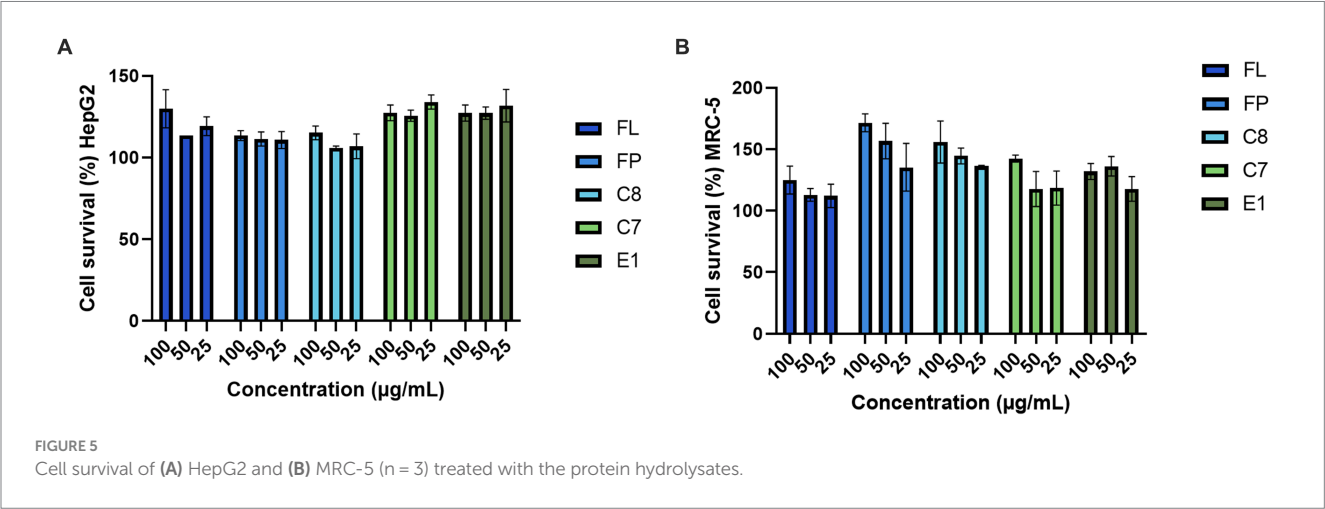 A
Cell survival (%) HepG2
150
100
50
0
100 50 25 100 50 25 100 50 25 100 50 25 100 50 25
Concentration (µg/mL)
FL
FP
C8
C7
E1
B
Cell survival (%) MRC-5
200
150
100
50
0
100 50 25 100 50 25 100 50 25 100 50 25 100 50 25
Concentration (µg/mL)
FL
FP
C8
C7
E1
FIGURE 5
Cell survival of (A) HepG2 and (B) MRC-5 (n = 3) treated with the protein hydrolysates.